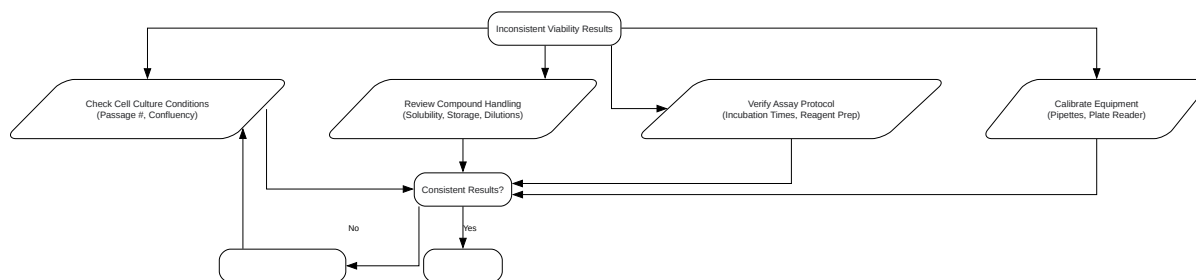 Inconsistent Viability Results
Check Cell Culture Conditions
(Passage #, Confluency)
Review Compound Handling
(Solubility, Storage, Dilutions)
Verify Assay Protocol
(Incubation Times, Reagent Prep)
Calibrate Equipment
(Pipettes, Plate Reader)
Consistent Results?
No
Yes